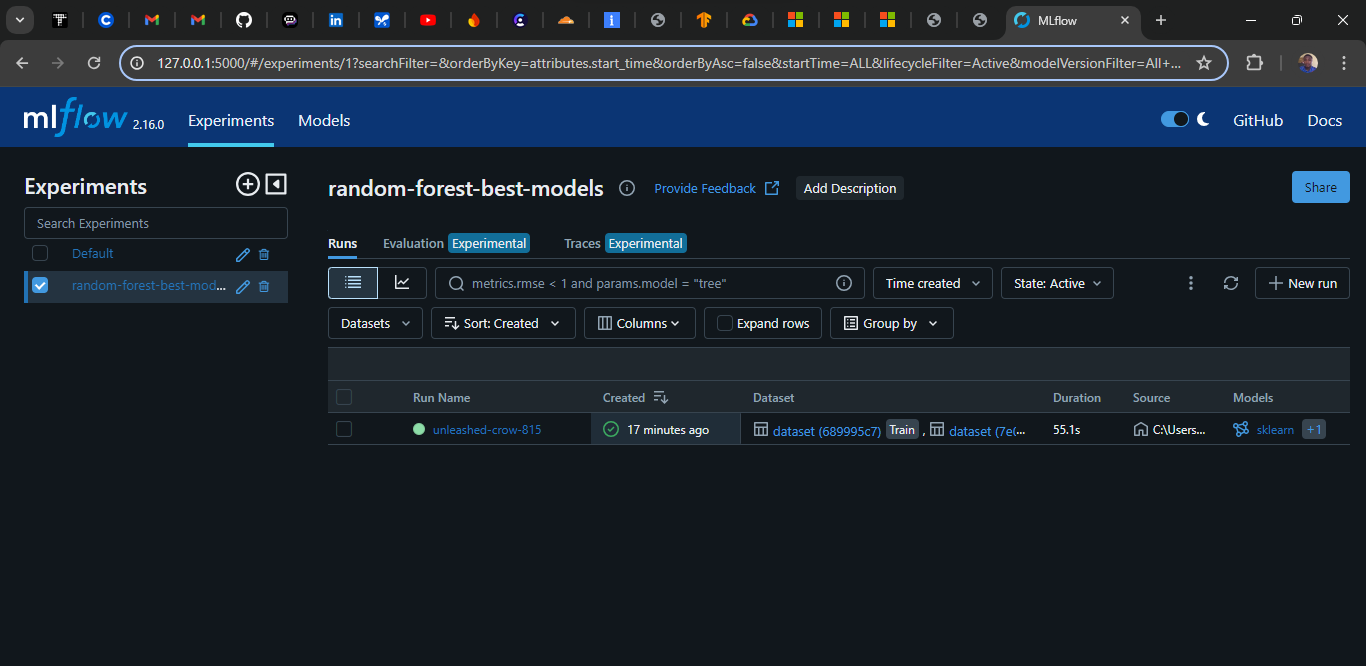 MLflow
127.0.0.1:5000/#/experiments/1?searchFilter=&orderByKey=attributes.start_time&orderByAsc=false&startTime=ALL&lifecycleFilter=Active&modelVersionFilter=All+...
mlflow 2.16.0 Experiments Models GitHub Docs
Experiments
Search Experiments
Default
random-forest-best-mod...
random-forest-best-models Provide Feedback Add Description Share
Runs Evaluation Experimental Traces Experimental
metrics.rmse < 1 and params.model = "tree" Time created State: Active New run
Datasets Sort: Created Columns Expand rows Group by
Run Name Created Dataset Duration Source Models
unleashed-crow-815 17 minutes ago dataset (689995c7) Train , dataset (7e(... 55.1s C:\Users... sklearn +1